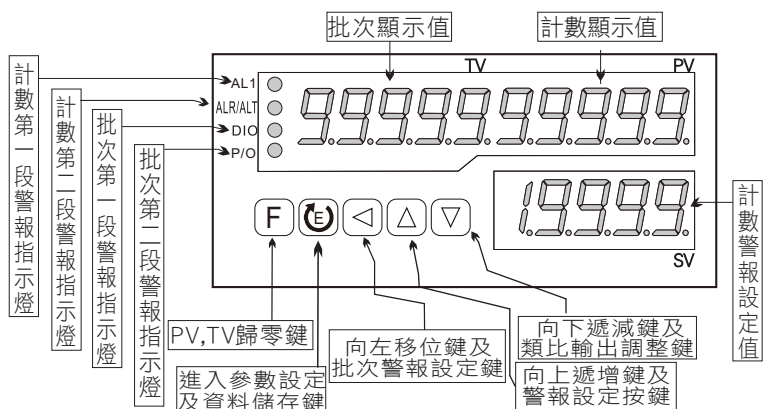 批次顯示值
計數顯示值
計數第一段警報指示燈
計數第二段警報指示燈
批次第一段警報指示燈
批次第二段警報指示燈
TV
PV
AL1
ALR/ALT
DIO
P/O
99999 99999
19999
SV
F
E
計數警報設定值
PV,TV歸零鍵
進入參數設定
及資料儲存鍵
向左移位鍵及
批次警報設定鍵
向下遞減鍵及
類比輸出調整鍵
向上遞增鍵及
警報設定按鍵